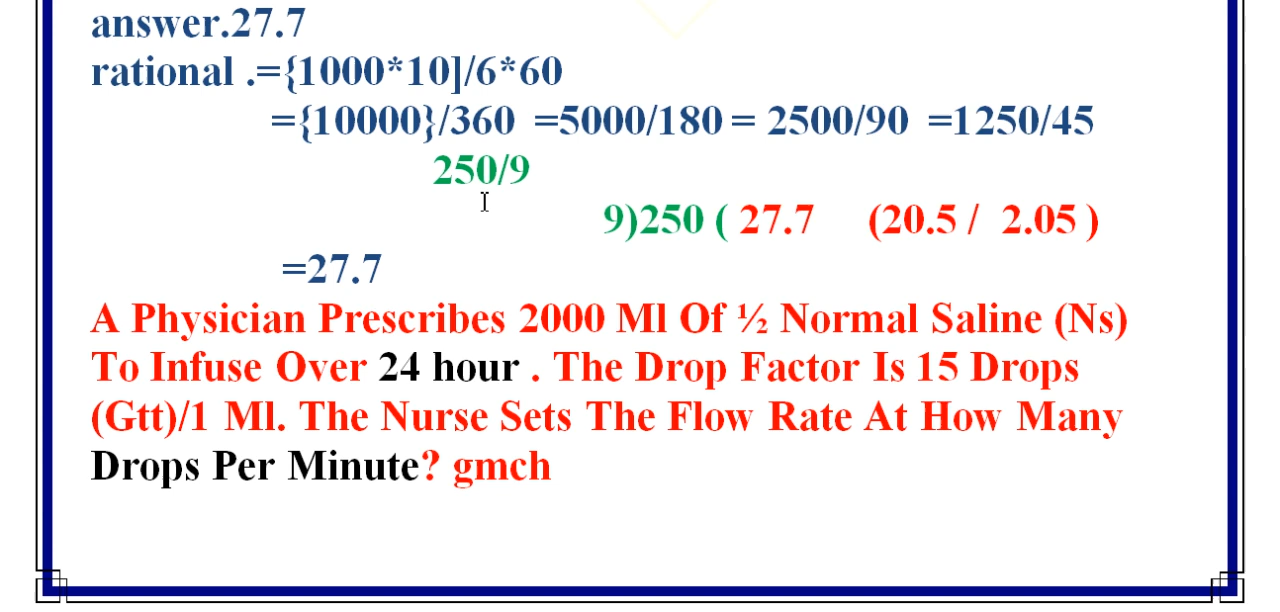 answer.27.7
rational .={1000*10]/6*60
={10000}/360 =5000/180 = 2500/90 =1250/45
250/9
9)250 ( 27.7 (20.5 / 2.05 )
=27.7
A Physician Prescribes 2000 Ml Of ½ Normal Saline (Ns)
To Infuse Over 24 hour . The Drop Factor Is 15 Drops
(Gtt)/1 Ml. The Nurse Sets The Flow Rate At How Many
Drops Per Minute? gmch